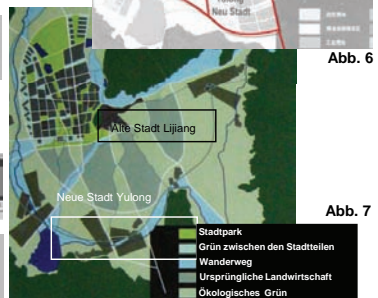 Yulong
Neu Stadt
Abb. 6
Alte Stadt Lijiang
Neue Stadt Yulong
Abb. 7
Stadtpark
Grün zwischen den Stadtteilen
Wanderweg
Ursprüngliche Landwirtschaft
Ökologisches Grün